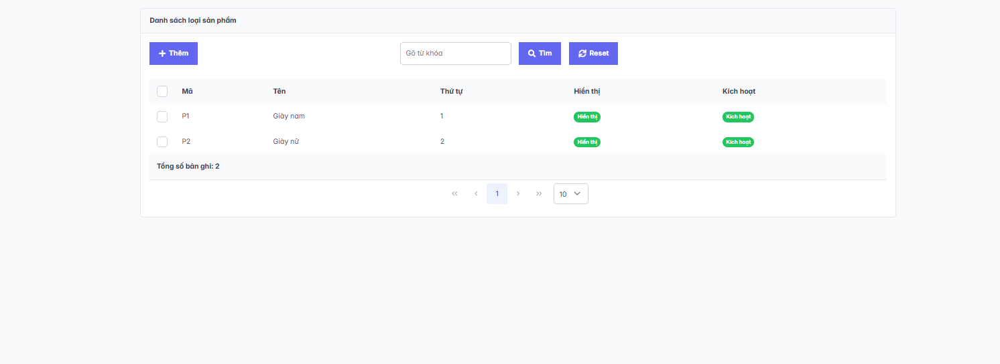 Danh sách loại sản phẩm
Thêm
Gõ từ khóa
Tìm
Reset
Mã Tên Thứ tự Hiển thị Kích hoạt
P1 Giày nam 1 Hiển thị Kích hoạt
P2 Giày nữ 2 Hiển thị Kích hoạt
Tổng số bản ghi: 2
1 10